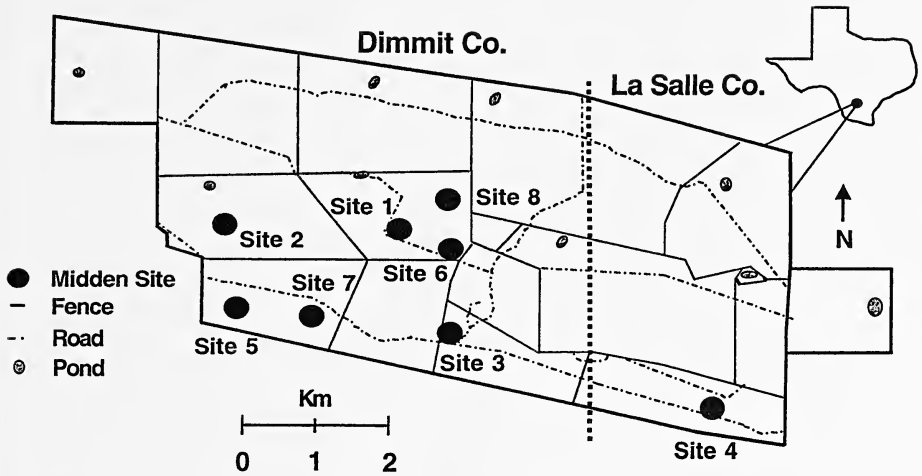 Dimmit Co.
La Salle Co.
Site 1
Site 8
Site 2
Site 7
Site 6
N
Midden Site
Fence
Road
Pond
Site 5
Site 3
Site 4
Km
0 1 2